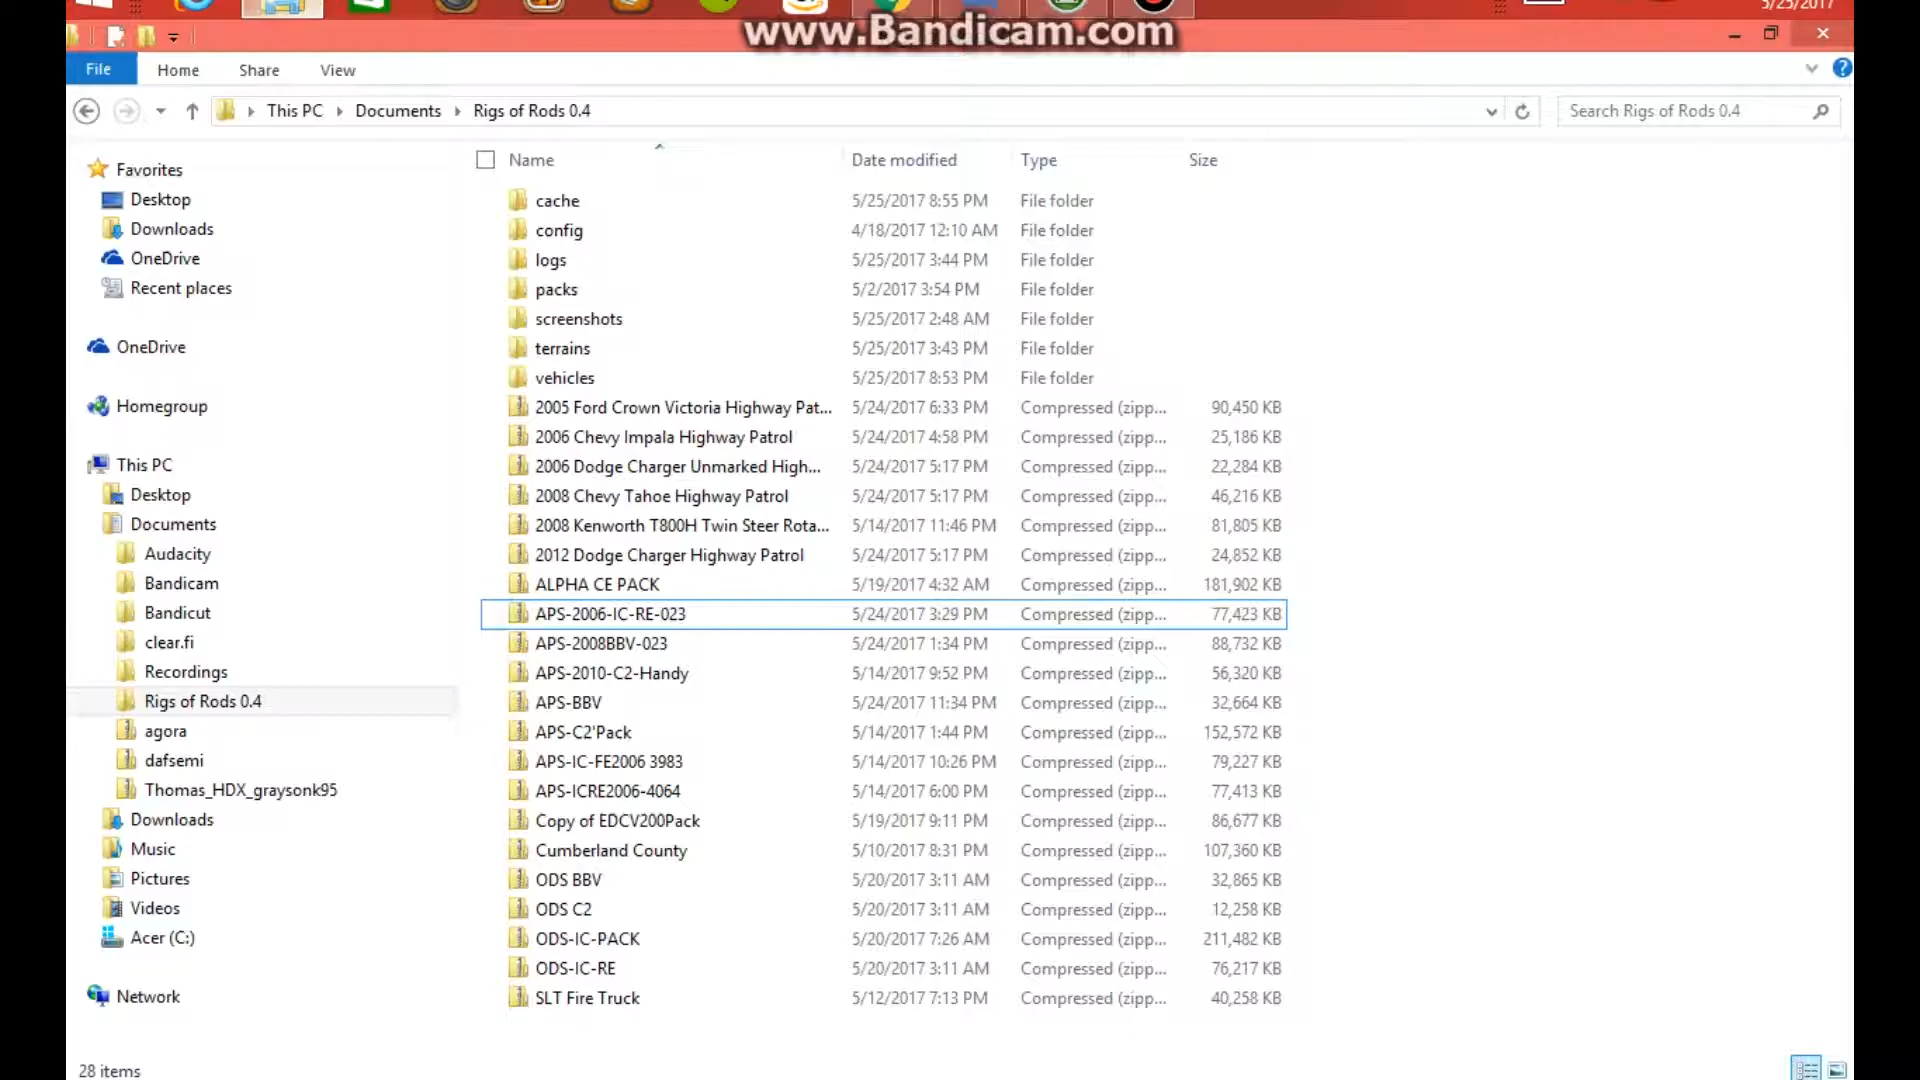 5/25/2017
www.Bandicam.com
File Home Share View
This PC Documents Rigs of Rods 0.4 Search Rigs of Rods 0.4
Name Date modified Type Size
Favorites
Desktop
Downloads
OneDrive
Recent places
OneDrive
Homegroup
This PC
Desktop
Documents
Audacity
Bandicam
Bandicut
clear.fi
Recordings
Rigs of Rods 0.4
agora
dafsemi
Thomas_HDX_graysonk95
Downloads
Music
Pictures
Videos
Acer (C:)
Network
cache 5/25/2017 8:55 PM File folder
config 4/18/2017 12:10 AM File folder
logs 5/25/2017 3:44 PM File folder
packs 5/2/2017 3:54 PM File folder
screenshots 5/25/2017 2:48 AM File folder
terrains 5/25/2017 3:43 PM File folder
vehicles 5/25/2017 8:53 PM File folder
2005 Ford Crown Victoria Highway Pat... 5/24/2017 6:33 PM Compressed (zipp... 90,450 KB
2006 Chevy Impala Highway Patrol 5/24/2017 4:58 PM Compressed (zipp... 25,186 KB
2006 Dodge Charger Unmarked High... 5/24/2017 5:17 PM Compressed (zipp... 22,284 KB
2008 Chevy Tahoe Highway Patrol 5/24/2017 5:17 PM Compressed (zipp... 46,216 KB
2008 Kenworth T800H Twin Steer Rota... 5/14/2017 11:46 PM Compressed (zipp... 81,805 KB
2012 Dodge Charger Highway Patrol 5/24/2017 5:17 PM Compressed (zipp... 24,852 KB
ALPHA CE PACK 5/19/2017 4:32 AM Compressed (zipp... 181,902 KB
APS-2006-IC-RE-023 5/24/2017 3:29 PM Compressed (zipp... 77,423 KB
APS-2008BBV-023 5/24/2017 1:34 PM Compressed (zipp... 88,732 KB
APS-2010-C2-Handy 5/14/2017 9:52 PM Compressed (zipp... 56,320 KB
APS-BBV 5/24/2017 11:34 PM Compressed (zipp... 32,664 KB
APS-C2'Pack 5/14/2017 1:44 PM Compressed (zipp... 152,572 KB
APS-IC-FE2006 3983 5/14/2017 10:26 PM Compressed (zipp... 79,227 KB
APS-ICRE2006-4064 5/14/2017 6:00 PM Compressed (zipp... 77,413 KB
Copy of EDCV200Pack 5/19/2017 9:11 PM Compressed (zipp... 86,677 KB
Cumberland County 5/10/2017 8:31 PM Compressed (zipp... 107,360 KB
ODS BBV 5/20/2017 3:11 AM Compressed (zipp... 32,865 KB
ODS C2 5/20/2017 3:11 AM Compressed (zipp... 12,258 KB
ODS-IC-PACK 5/20/2017 7:26 AM Compressed (zipp... 211,482 KB
ODS-IC-RE 5/20/2017 3:11 AM Compressed (zipp... 76,217 KB
SLT Fire Truck 5/12/2017 7:13 PM Compressed (zipp... 40,258 KB
28 items